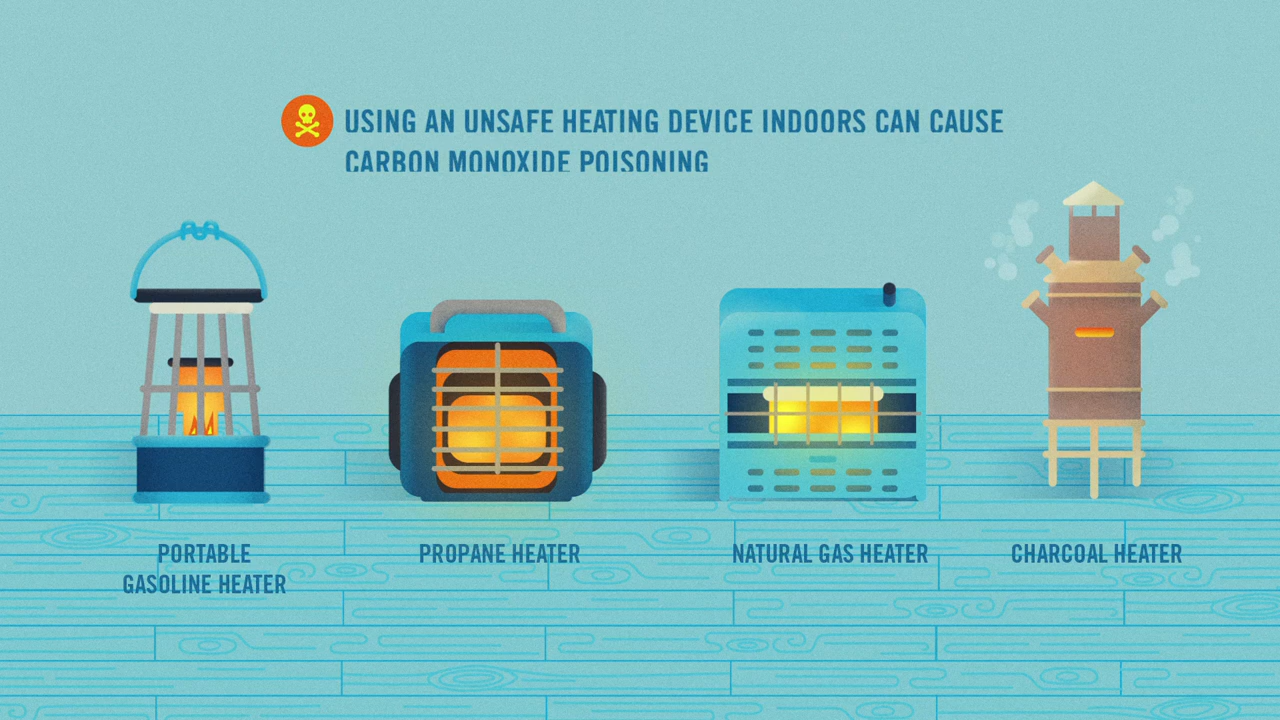 USING AN UNSAFE HEATING DEVICE INDOORS CAN CAUSE
CARBON MONOXIDE POISONING
PORTABLE
GASOLINE HEATER
PROPANE HEATER
NATURAL GAS HEATER
CHARCOAL HEATER